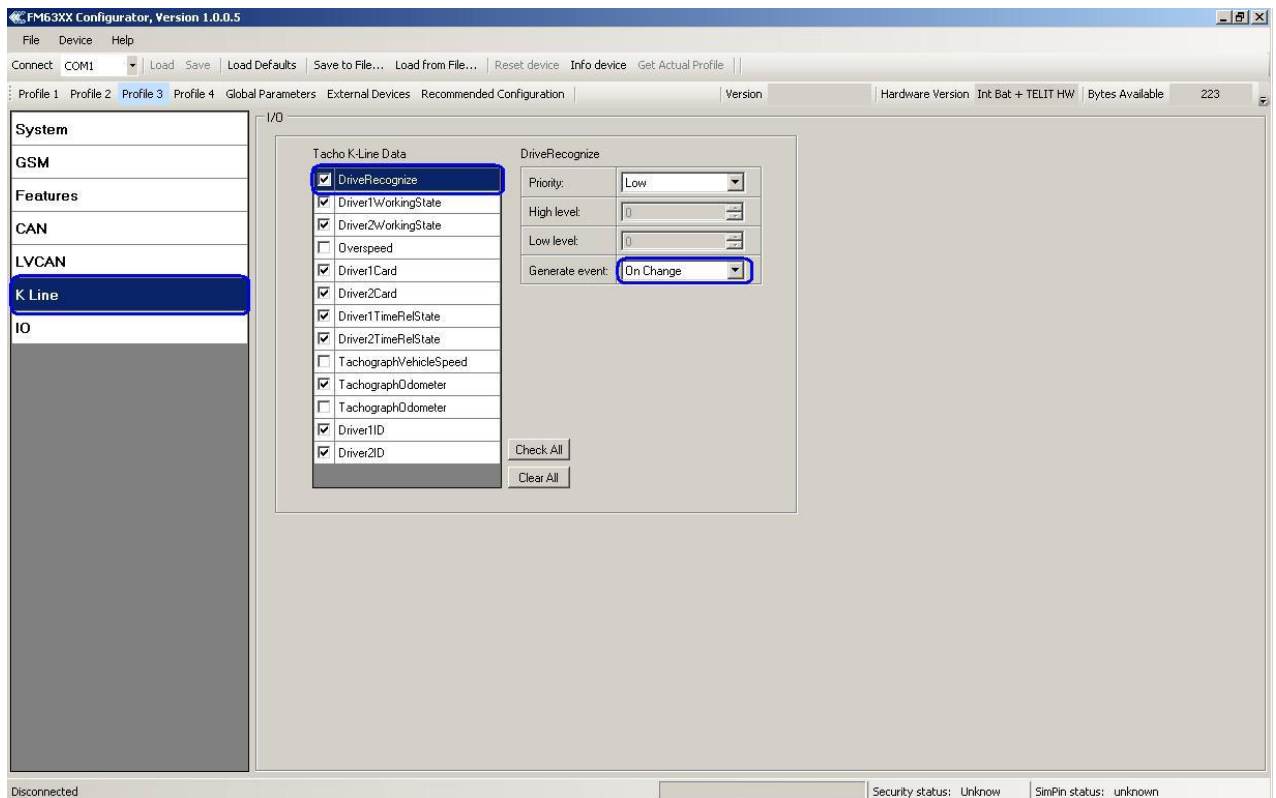 FM63XX Configurator, Version 1.0.0.5
File Device Help
Connect COM1 Load Save Load Defaults Save to File... Load from File... Reset device Info device Get Actual Profile
Profile 1 Profile 2 Profile 3 Profile 4 Global Parameters External Devices Recommended Configuration Version Hardware Version Int Bat + TELIT HW Bytes Available 223
System
GSM
Features
CAN
LVCAN
K Line
IO
I/O
Tacho K-Line Data
DriveRecognize
Driver1WorkingState
Driver2WorkingState
Overspeed
Driver1Card
Driver2Card
Driver1TimeRelState
Driver2TimeRelState
TachographVehicleSpeed
TachographOdometer
TachographOdometer
Driver1ID
Driver2ID
DriveRecognize
Priority: Low
High level: 0
Low level: 0
Generate event: On Change
Check All
Clear All
Disconnected Security status: Unknow SimPin status: unknown